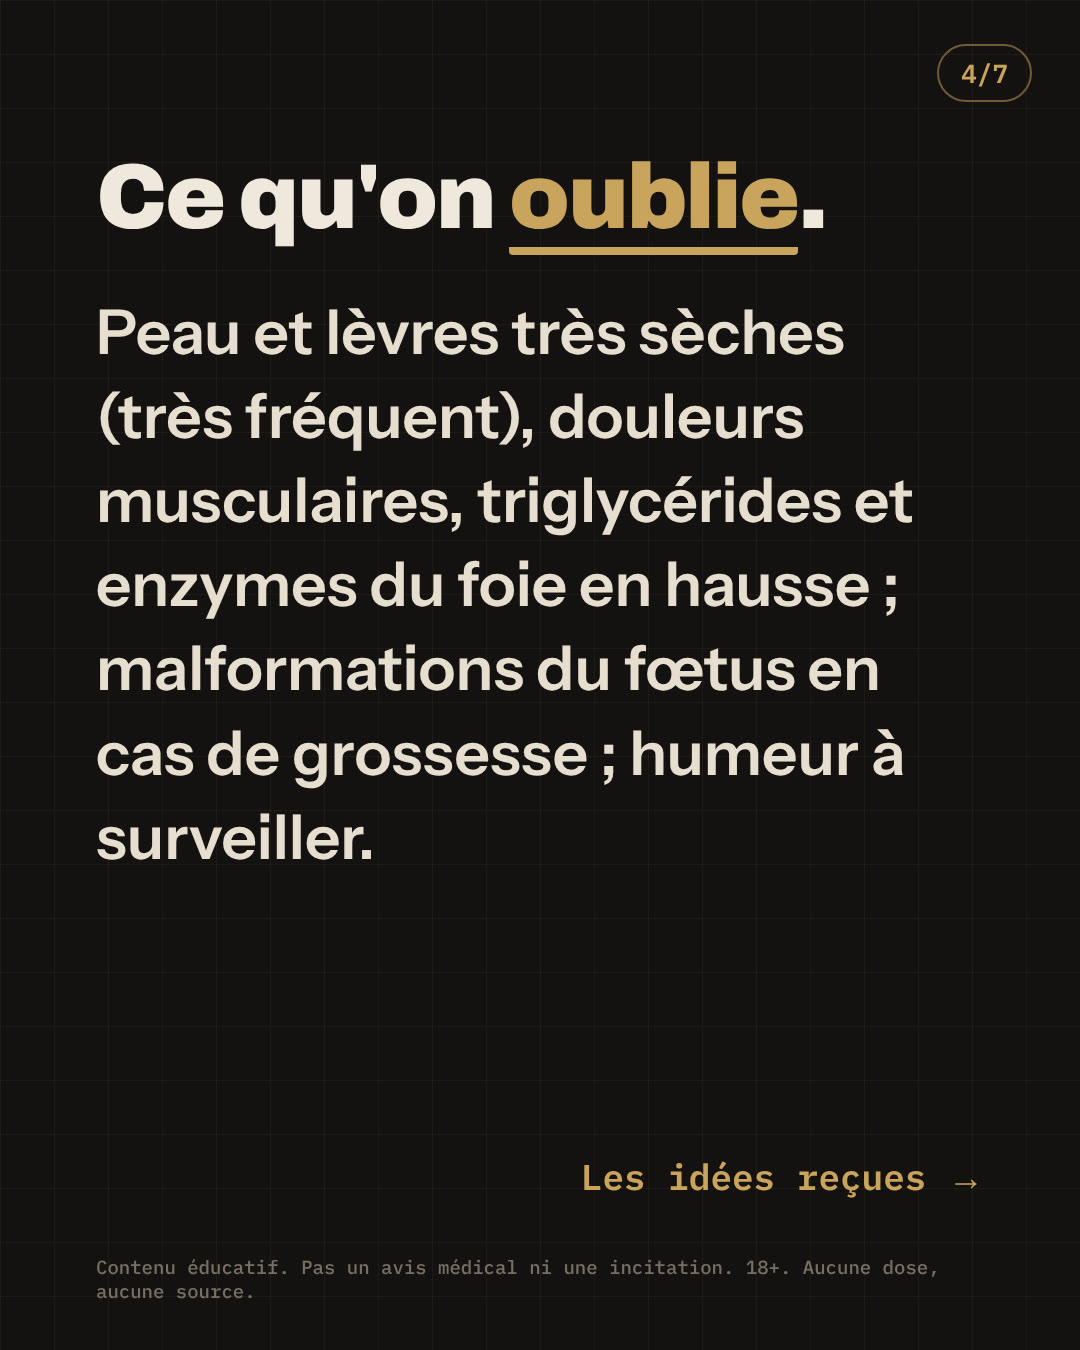 4/7
Ce qu'on oublie.
Peau et lèvres très sèches
(très fréquent), douleurs
musculaires, triglycérides et
enzymes du foie en hausse ;
malformations du fœtus en
cas de grossesse ; humeur à
surveiller.
Les idées reçues →
Contenu éducatif. Pas un avis médical ni une incitation. 18+. Aucune dose,
aucune source.